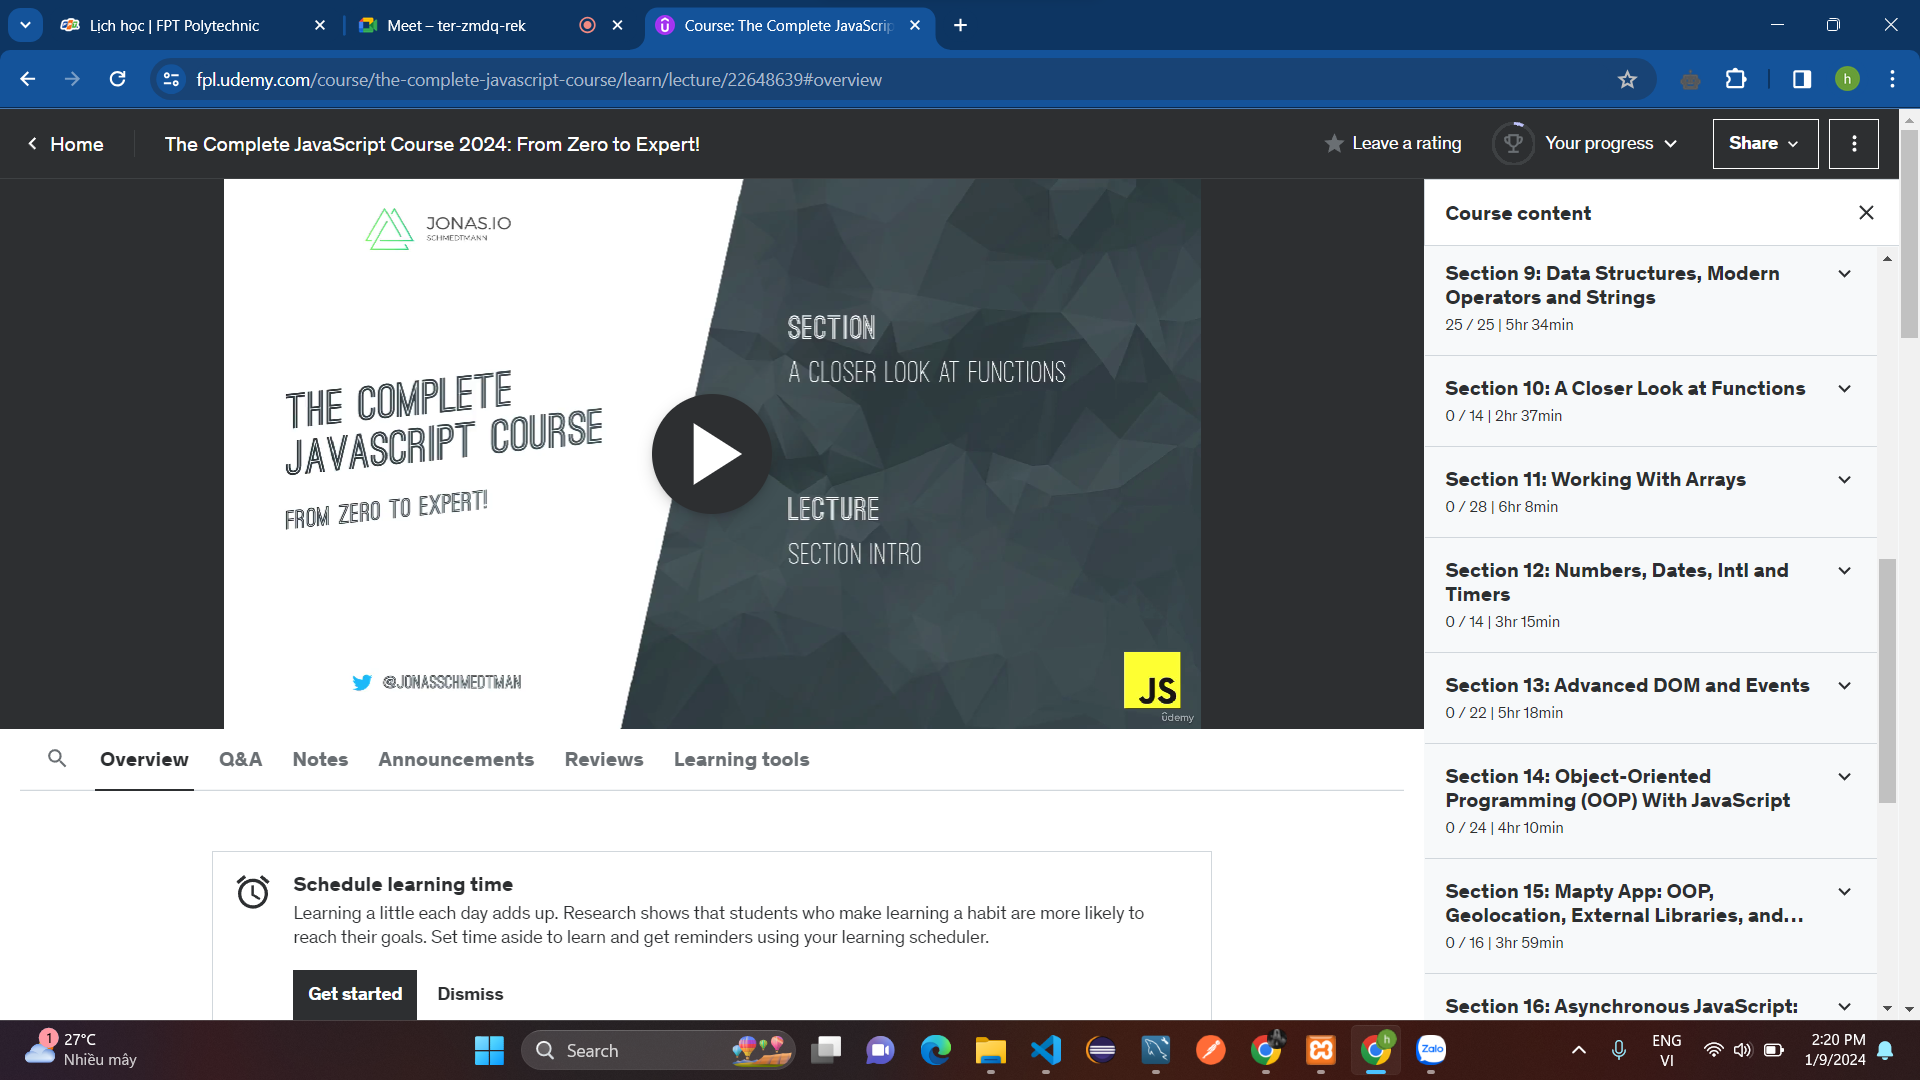 Lịch học | FPT Polytechnic
Meet – ter-zmdq-rek
Course: The Complete JavaScrip
fpl.udemy.com/course/the-complete-javascript-course/learn/lecture/22648639#overview
h
Home
The Complete JavaScript Course 2024: From Zero to Expert!
Leave a rating
Your progress
Share
JONAS.IO
SCHMEDTMANN
THE COMPLETE
JAVASCRIPT COURSE
FROM ZERO TO EXPERT!
@JONASSCHMEDTMAN
SECTION
A CLOSER LOOK AT FUNCTIONS
LECTURE
SECTION INTRO
JS
ûdemy
Course content
Section 9: Data Structures, Modern
Operators and Strings
25 / 25 | 5hr 34min
Section 10: A Closer Look at Functions
0 / 14 | 2hr 37min
Section 11: Working With Arrays
0 / 28 | 6hr 8min
Section 12: Numbers, Dates, Intl and
Timers
0 / 14 | 3hr 15min
Section 13: Advanced DOM and Events
0 / 22 | 5hr 18min
Section 14: Object-Oriented
Programming (OOP) With JavaScript
0 / 24 | 4hr 10min
Section 15: Mapty App: OOP,
Geolocation, External Libraries, and...
0 / 16 | 3hr 59min
Section 16: Asynchronous JavaScript:
Overview
Q&A
Notes
Announcements
Reviews
Learning tools
Schedule learning time
Learning a little each day adds up. Research shows that students who make learning a habit are more likely to
reach their goals. Set time aside to learn and get reminders using your learning scheduler.
Get started
Dismiss
1
27°C
Nhiều mây
Search
h
Zalo
ENG
VI
2:20 PM
1/9/2024